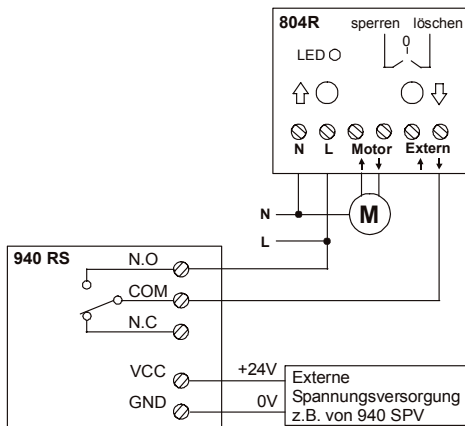 804R
sperren löschen
0
LED
N L Motor Extern
N
M
L
940 RS
N.O
COM
N.C
VCC
+24V
GND
0V
Externe
Spannungsversorgung
z.B. von 940 SPV